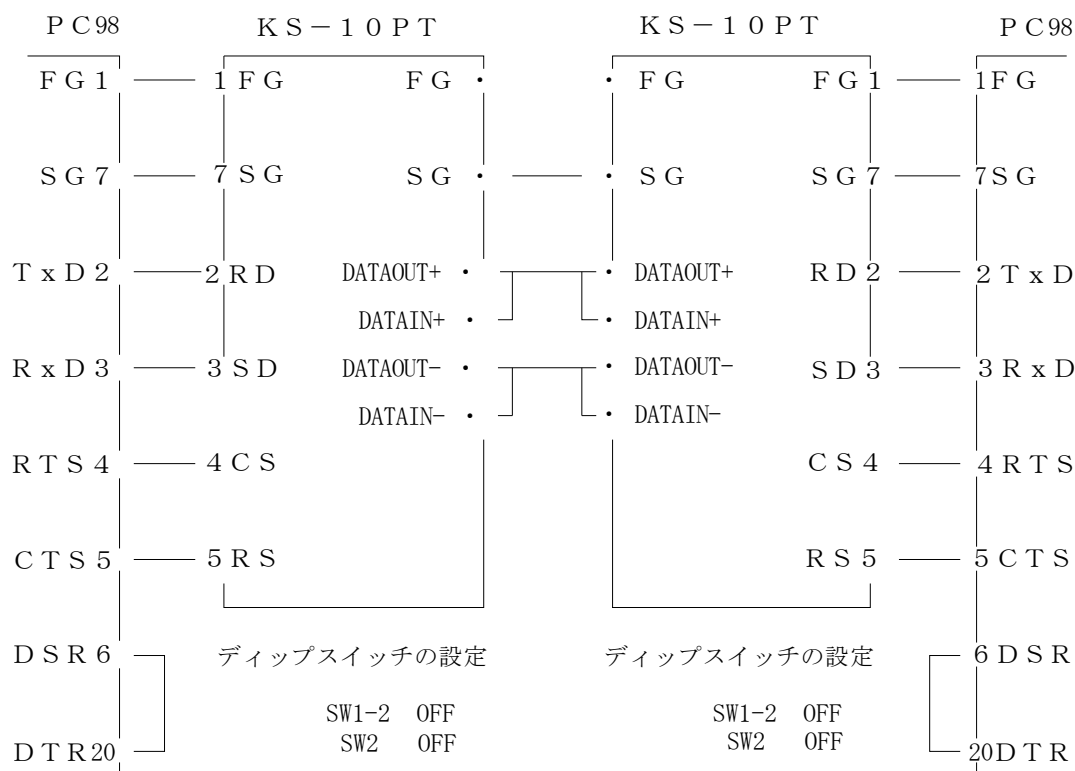 ＰＣ98　ＫＳ－１０ＰＴ　ＫＳ－１０ＰＴ　ＰＣ98
ＦＧ１　１ＦＧ　ＦＧ・　・ＦＧ　ＦＧ１　１ＦＧ
ＳＧ７　７ＳＧ　ＳＧ・　・ＳＧ　ＳＧ７　７ＳＧ
ＴｘＤ２　２ＲＤ　DATAOUT+・　・DATAOUT+　ＲＤ２　２ＴｘＤ
DATAIN+・　・DATAIN+
ＲｘＤ３　３ＳＤ　DATAOUT-・　・DATAOUT-　ＳＤ３　３ＲｘＤ
DATAIN-・　・DATAIN-
ＲＴＳ４　４ＣＳ　ＣＳ４　４ＲＴＳ
ＣＴＳ５　５ＲＳ　ＲＳ５　５ＣＴＳ
ＤＳＲ６　ディップスイッチの設定　ディップスイッチの設定　６ＤＳＲ
SW1-2　OFF　SW1-2　OFF
SW2　OFF　SW2　OFF
ＤＴＲ20　20ＤＴＲ